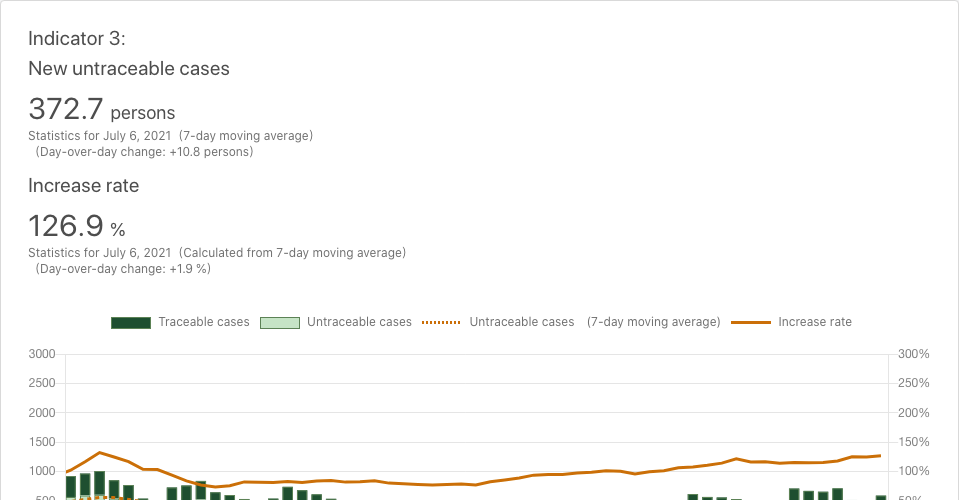 Indicator 3:
New untraceable cases
372.7 persons
Statistics for July 6, 2021 (7-day moving average)
(Day-over-day change: +10.8 persons)
Increase rate
126.9 %
Statistics for July 6, 2021 (Calculated from 7-day moving average)
(Day-over-day change: +1.9 %)
Traceable cases Untraceable cases Untraceable cases (7-day moving average) Increase rate
3000 300%
2500 250%
2000 200%
1500 150%
1000 100%
500 50%